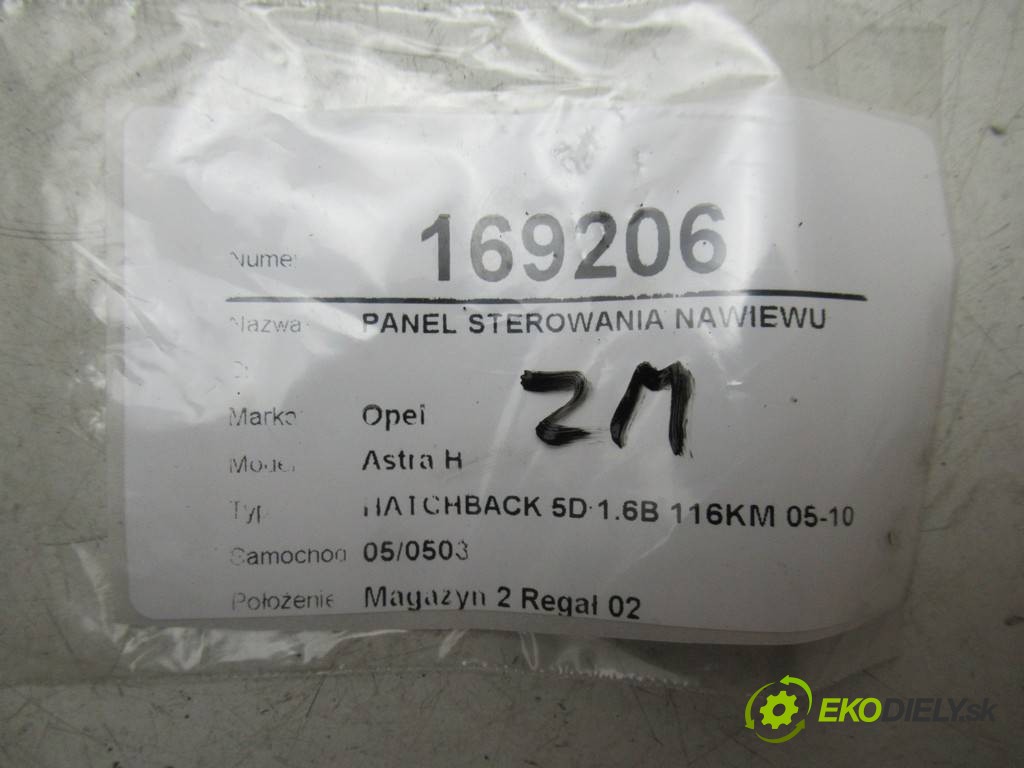 Numer 169206
Nazwa PANEL STEROWANIA NAWIEWU
ZM
Marka Opel
Model Astra H
Typ HATCHBACK 5D 1.6B 116KM 05-10
Samochod 05/0503
Położenie Magazyn 2 Regał 02
EKODIELY.sk